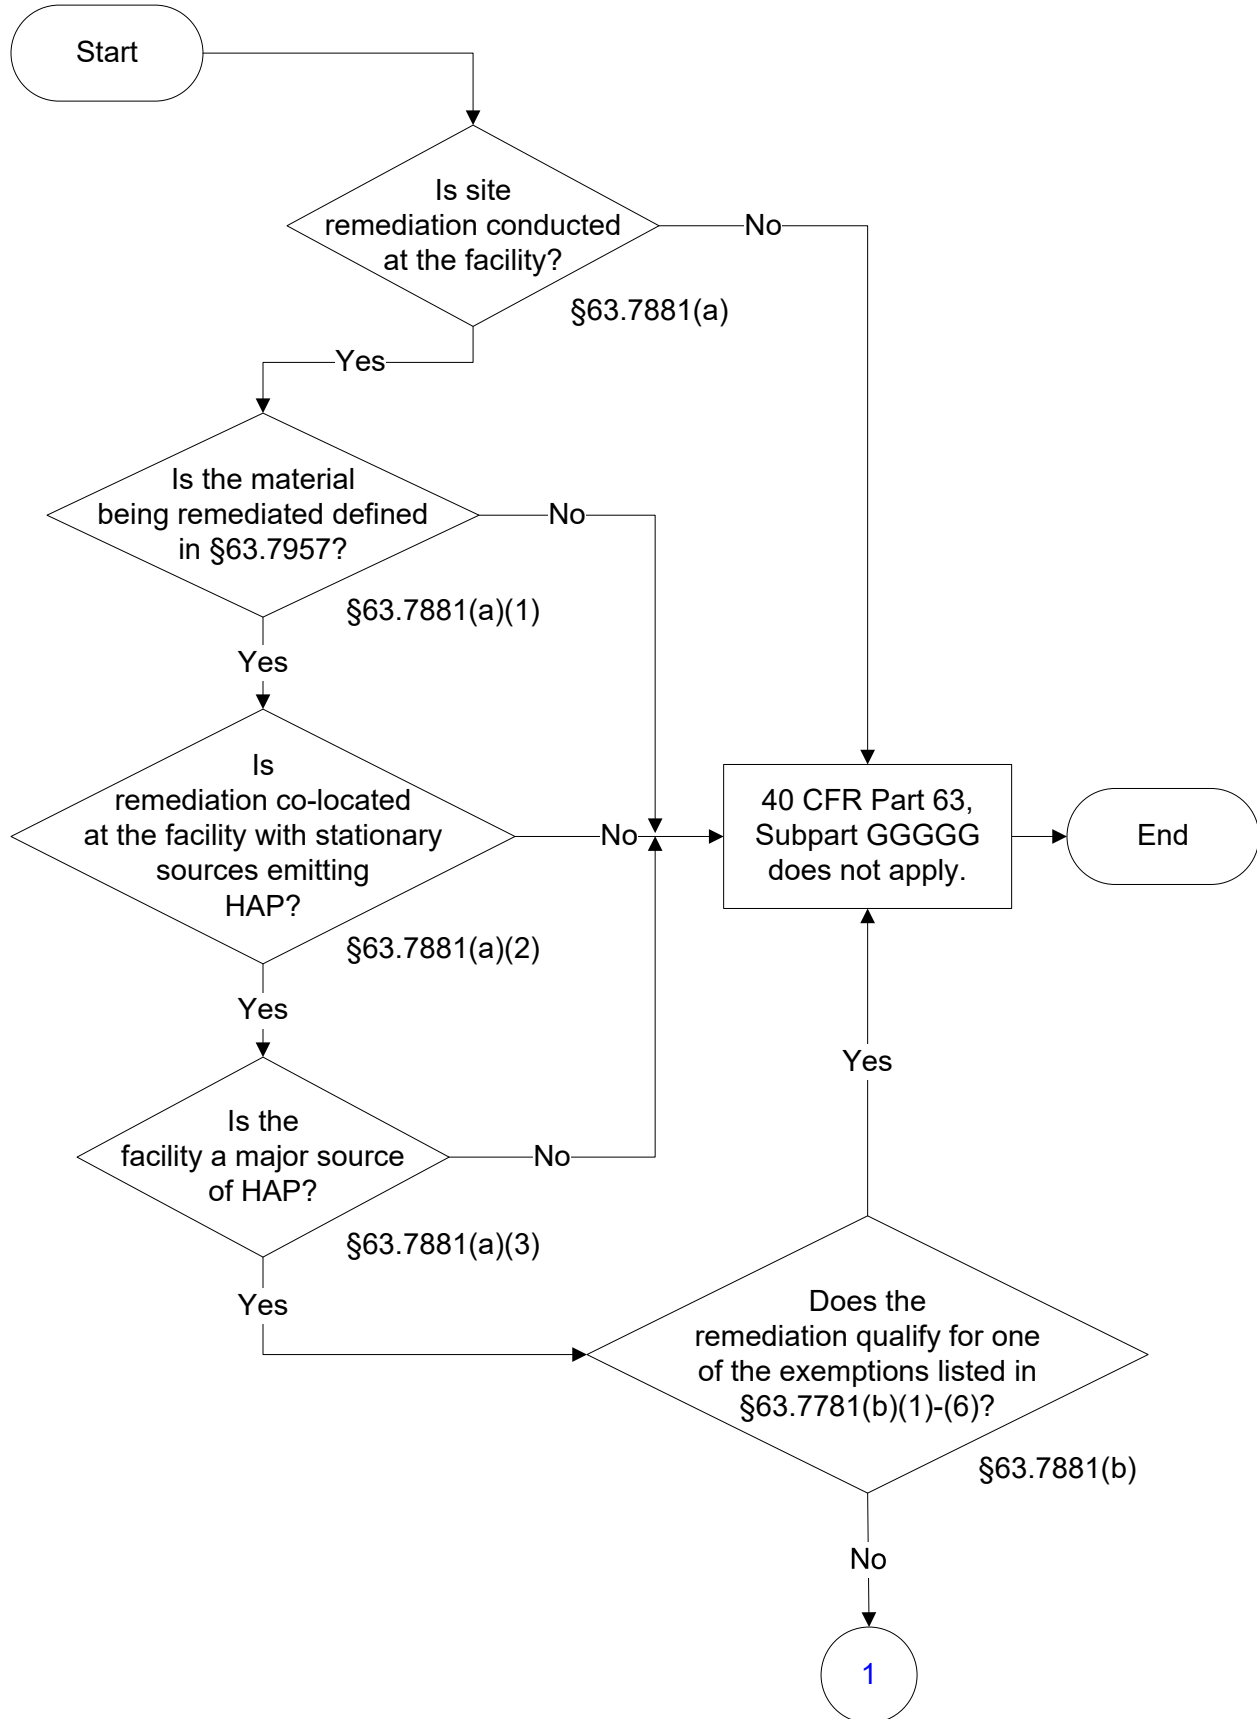 Start
Is site
remediation conducted
at the facility?
No
§63.7881(a)
Yes
Is the material
being remediated defined
in §63.7957?
No
§63.7881(a)(1)
Yes
Is
remediation co-located
at the facility with stationary
sources emitting
HAP?
No
40 CFR Part 63,
Subpart GGGGG
does not apply.
End
§63.7881(a)(2)
Yes
Yes
Is the
facility a major source
of HAP?
No
§63.7881(a)(3)
Yes
Does the
remediation qualify for one
of the exemptions listed in
§63.7781(b)(1)-(6)?
§63.7881(b)
No
1